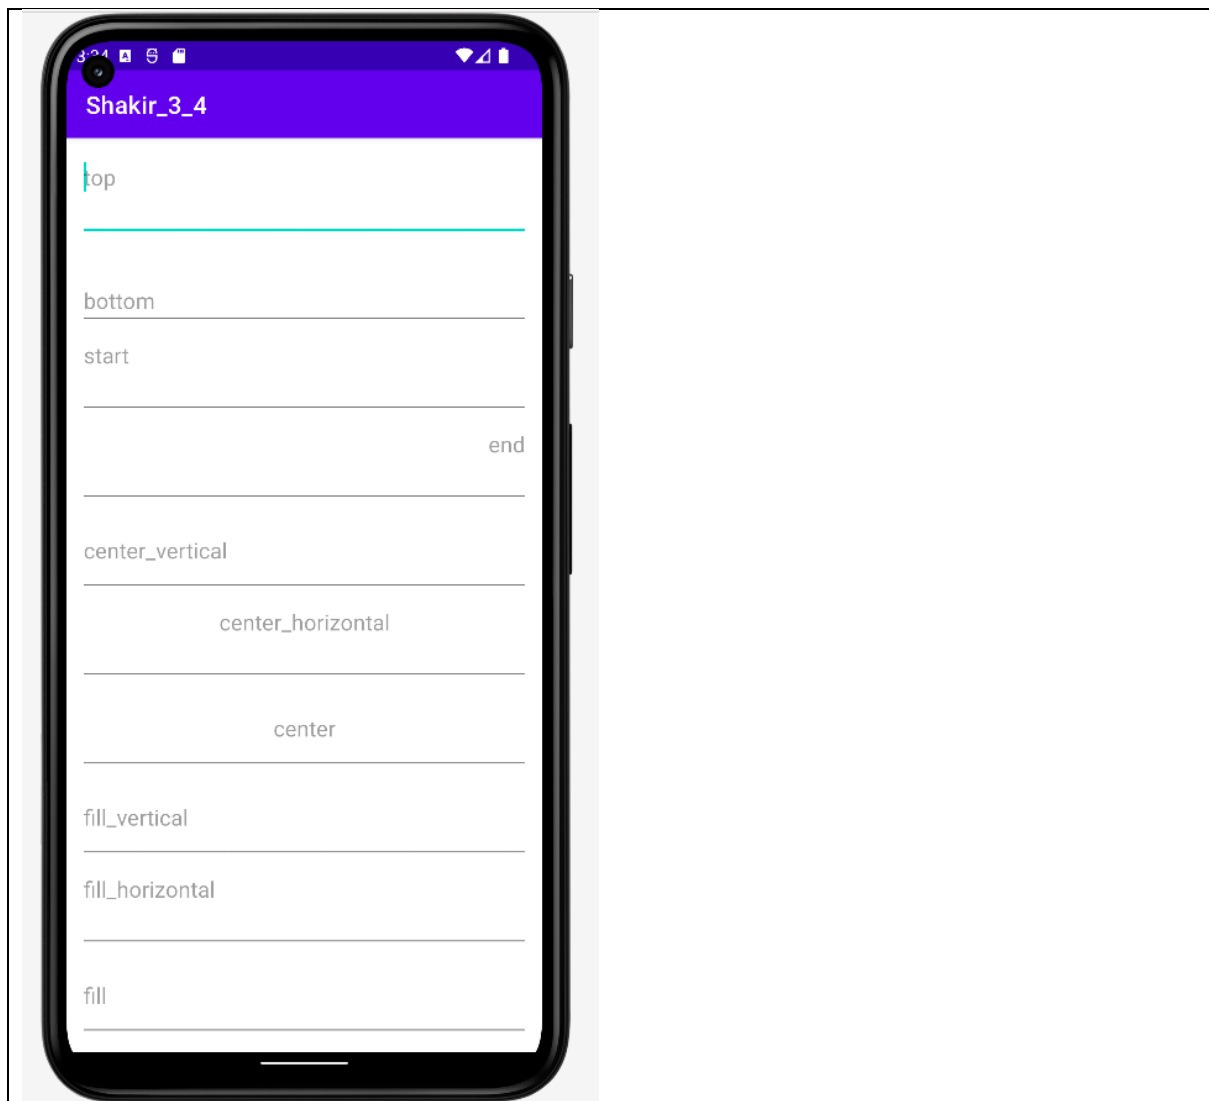 Shakir_3_4
top
bottom
start
end
center_vertical
center_horizontal
center
fill_vertical
fill_horizontal
fill